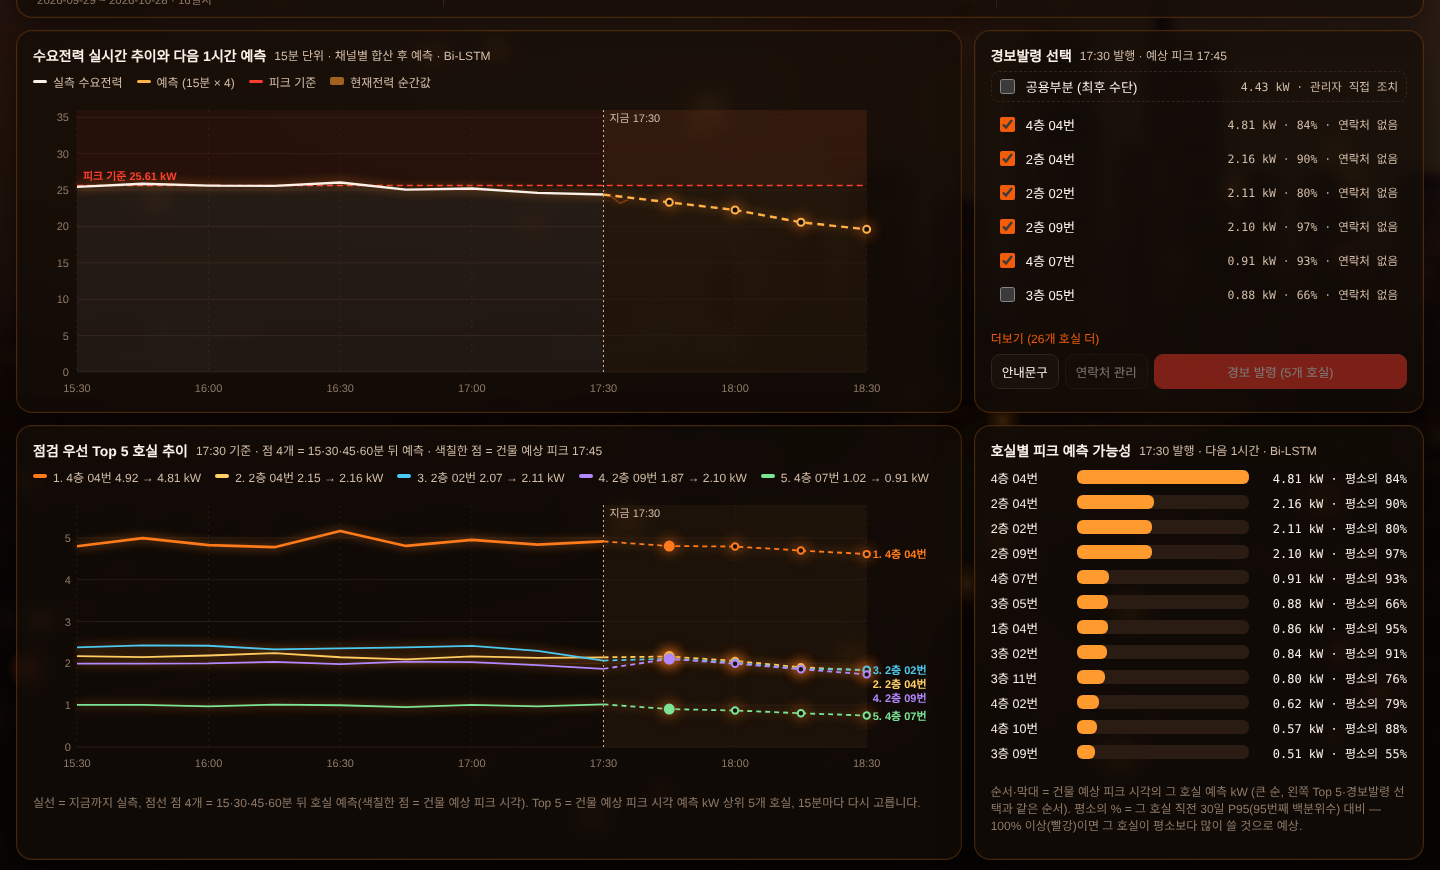 2026-09-29 ~ 2026-10-28 · 16일치
수요전력 실시간 추이와 다음 1시간 예측 15분 단위 · 채널별 합산 후 예측 · Bi-LSTM
실측 수요전력 예측 (15분 × 4) 피크 기준 현재전력 순간값
지금 17:30
피크 기준 25.61 kW
35
30
25
20
15
10
5
0
15:30 16:00 16:30 17:00 17:30 18:00 18:30
경보발령 선택 17:30 발행 · 예상 피크 17:45
공용부분 (최후 수단) 4.43 kW · 관리자 직접 조치
4층 04번 4.81 kW · 84% · 연락처 없음
2층 04번 2.16 kW · 90% · 연락처 없음
2층 02번 2.11 kW · 80% · 연락처 없음
2층 09번 2.10 kW · 97% · 연락처 없음
4층 07번 0.91 kW · 93% · 연락처 없음
3층 05번 0.88 kW · 66% · 연락처 없음
더보기 (26개 호실 더)
안내문구 연락처 관리 경보 발령 (5개 호실)
점검 우선 Top 5 호실 추이 17:30 기준 · 점 4개 = 15·30·45·60분 뒤 예측 · 색칠한 점 = 건물 예상 피크 17:45
1. 4층 04번 4.92 → 4.81 kW 2. 2층 04번 2.15 → 2.16 kW 3. 2층 02번 2.07 → 2.11 kW 4. 2층 09번 1.87 → 2.10 kW 5. 4층 07번 1.02 → 0.91 kW
지금 17:30
5
4
3
2
1
0
1. 4층 04번
3. 2층 02번
2. 2층 04번
4. 2층 09번
5. 4층 07번
15:30 16:00 16:30 17:00 17:30 18:00 18:30
실선 = 지금까지 실측, 점선 점 4개 = 15·30·45·60분 뒤 호실 예측(색칠한 점 = 건물 예상 피크 시각). Top 5 = 건물 예상 피크 시각 예측 kW 상위 5개 호실, 15분마다 다시 고릅니다.
호실별 피크 예측 가능성 17:30 발행 · 다음 1시간 · Bi-LSTM
4층 04번 4.81 kW · 평소의 84%
2층 04번 2.16 kW · 평소의 90%
2층 02번 2.11 kW · 평소의 80%
2층 09번 2.10 kW · 평소의 97%
4층 07번 0.91 kW · 평소의 93%
3층 05번 0.88 kW · 평소의 66%
1층 04번 0.86 kW · 평소의 95%
3층 02번 0.84 kW · 평소의 91%
3층 11번 0.80 kW · 평소의 76%
4층 02번 0.62 kW · 평소의 79%
4층 10번 0.57 kW · 평소의 88%
3층 09번 0.51 kW · 평소의 55%
순서·막대 = 건물 예상 피크 시각의 그 호실 예측 kW (큰 순, 왼쪽 Top 5·경보발령 선
택과 같은 순서). 평소의 % = 그 호실 직전 30일 P95(95번째 백분위수) 대비 —
100% 이상(빨강)이면 그 호실이 평소보다 많이 쓸 것으로 예상.